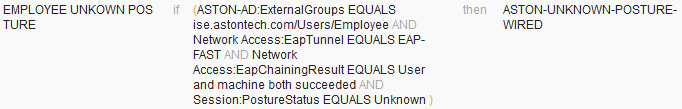 EMPLOYEE UNKOWN POS
TURE
if
(ASTON-AD:ExternalGroups EQUALS
ise.astontech.com/Users/Employee AND
Network Access:EapTunnel EQUALS EAP-
FAST AND Network
Access:EapChainingResult EQUALS User
and machine both succeeded AND
Session:PostureStatus EQUALS Unknown )
then
ASTON-UNKNOWN-POSTURE-
WIRED